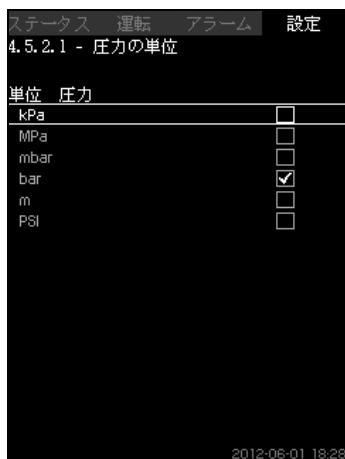 ステータス 運転 アラーム 設定
4.5.2.1 - 圧力の単位
単位 圧力
kPa
MPa
mbar
bar
m
PSI
2012-06-01 18:28